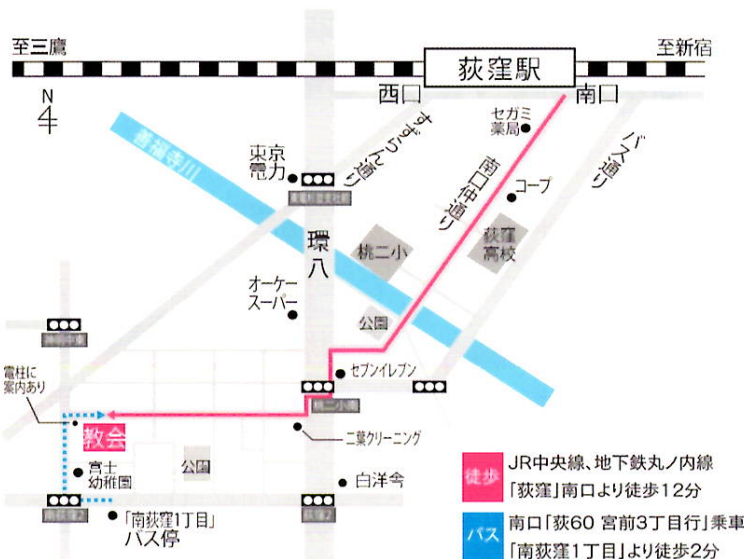 至三鷹
荻窪駅
至新宿
西口
南口
N
セガミ
薬局
すずらん通り
バス通り
善福寺川
東京
電力
南口仲通り
コープ
環八
桃二小
荻窪
高校
オーケー
スーパー
公園
電柱に
案内あり
セブンイレブン
桃二小南
教会
二葉クリーニング
宮士
幼稚園
公園
白洋舎
「南荻窪1丁目」
バス停
徒歩
JR中央線、地下鉄丸ノ内線
「荻窪」南口より徒歩12分
バス
南口「荻60 宮前3丁目行」乗車
「南荻窪1丁目」より徒歩2分